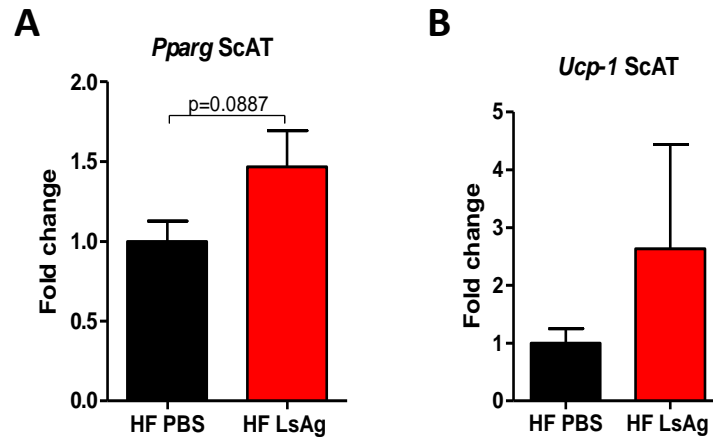 A
Pparg ScAT
2.0
1.5
1.0
0.5
0.0
Fold change
p=0.0887
HF PBS HF LsAg
B
Ucp-1 ScAT
5
4
3
2
1
0
Fold change
HF PBS HF LsAg